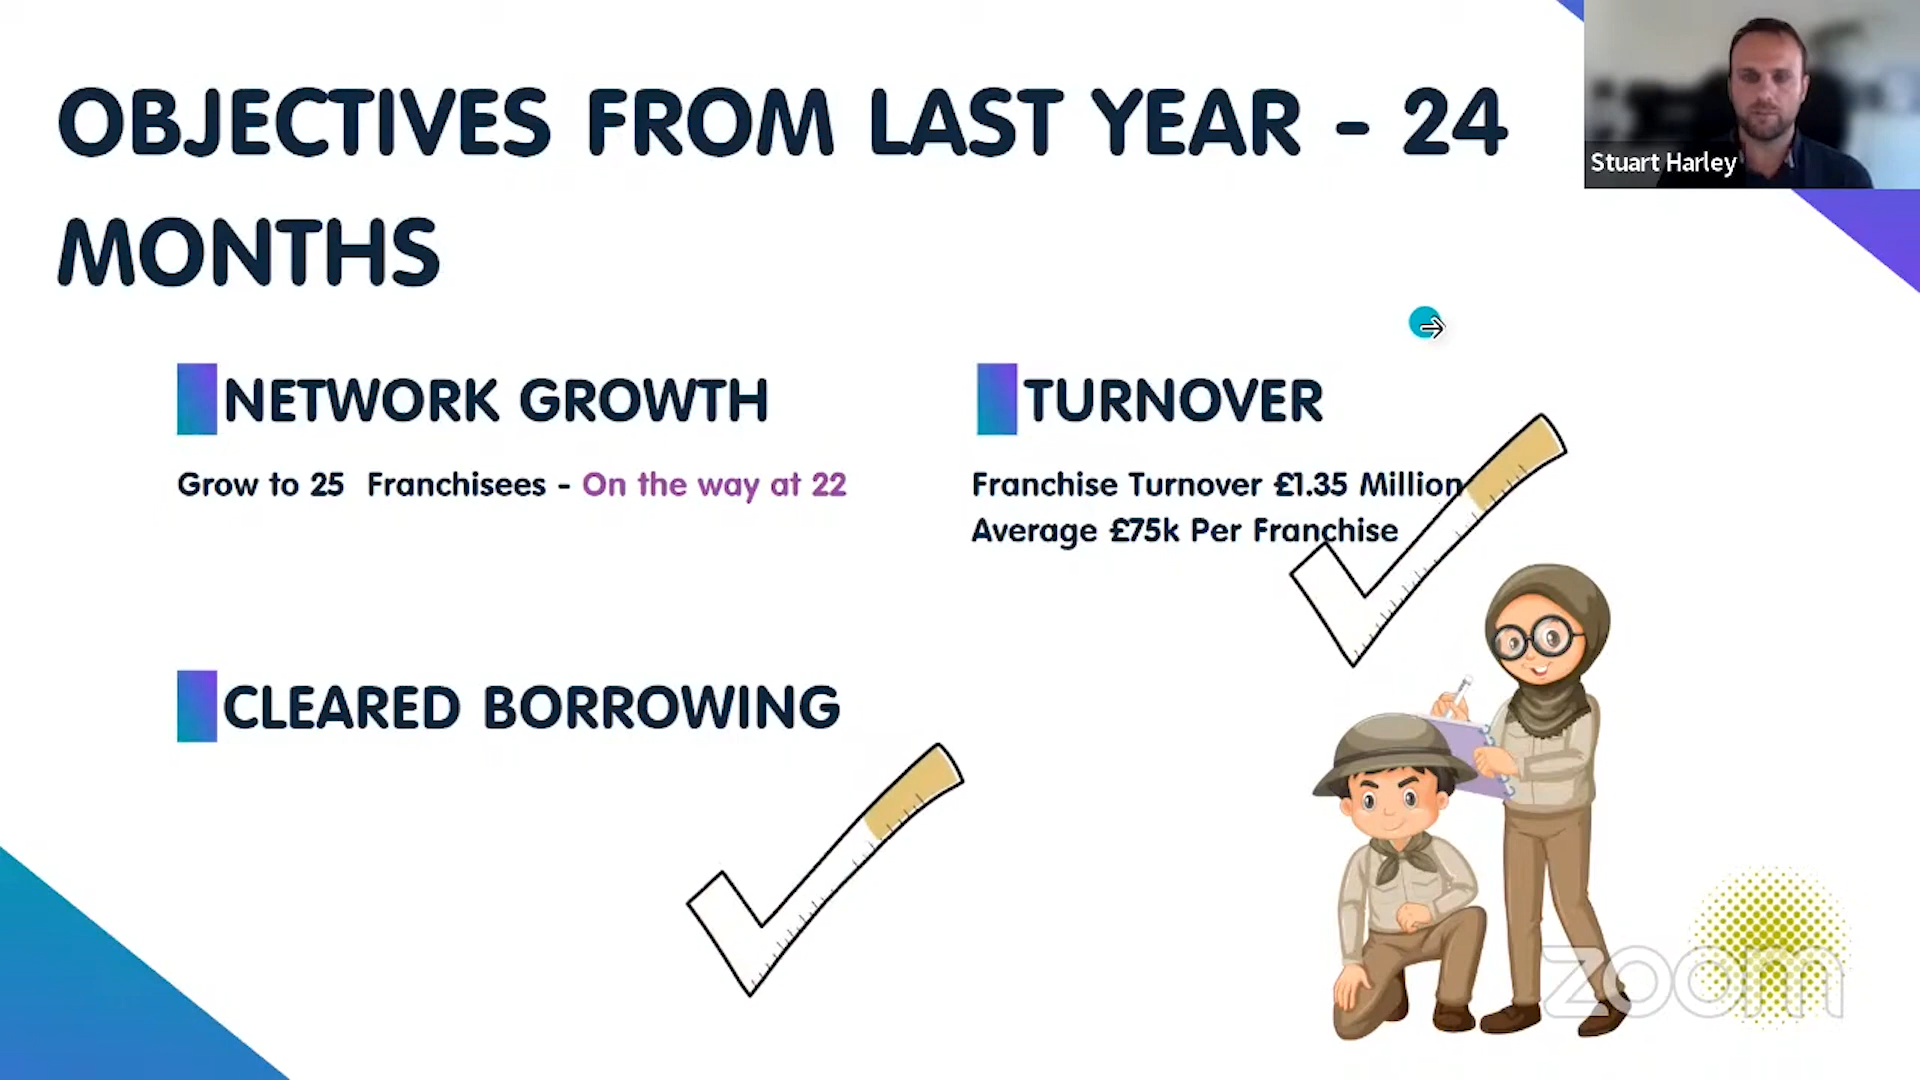 OBJECTIVES FROM LAST YEAR - 24
MONTHS
Stuart Harley
NETWORK GROWTH
Grow to 25 Franchisees - On the way at 22
TURNOVER
Franchise Turnover £1.35 Million
Average £75k Per Franchise
CLEARED BORROWING
zoom